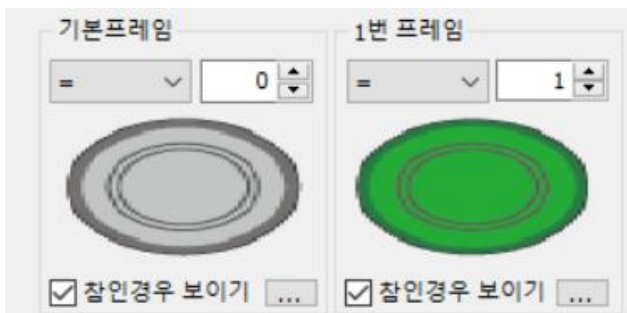 기본프레임
= 0
참인경우 보이기 ...
1번 프레임
= 1
참인경우 보이기 ...